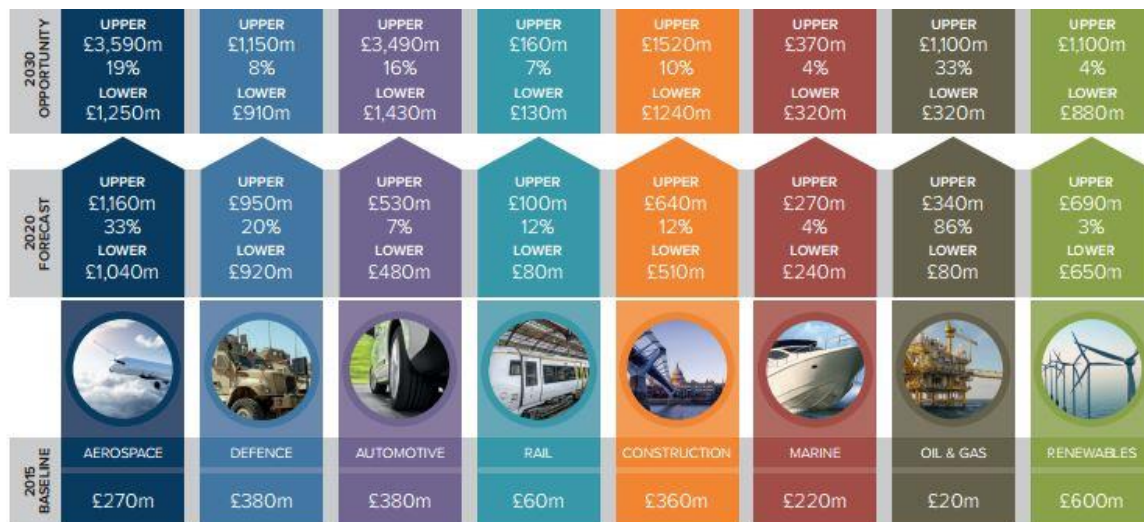 2030
OPPORTUNITY
UPPER
£3,590m
19%
LOWER
£1,250m
UPPER
£1,150m
8%
LOWER
£910m
UPPER
£3,490m
16%
LOWER
£1,430m
UPPER
£160m
7%
LOWER
£130m
UPPER
£1520m
10%
LOWER
£1240m
UPPER
£370m
4%
LOWER
£320m
UPPER
£1,100m
33%
LOWER
£320m
UPPER
£1,100m
4%
LOWER
£880m
2020
FORECAST
UPPER
£1,160m
33%
LOWER
£1,040m
UPPER
£950m
20%
LOWER
£920m
UPPER
£530m
7%
LOWER
£480m
UPPER
£100m
12%
LOWER
£80m
UPPER
£640m
12%
LOWER
£510m
UPPER
£270m
4%
LOWER
£240m
UPPER
£340m
86%
LOWER
£80m
UPPER
£690m
3%
LOWER
£650m
2015
BASELINE
AEROSPACE
£270m
DEFENCE
£380m
AUTOMOTIVE
£380m
RAIL
£60m
CONSTRUCTION
£360m
MARINE
£220m
OIL & GAS
£20m
RENEWABLES
£600m